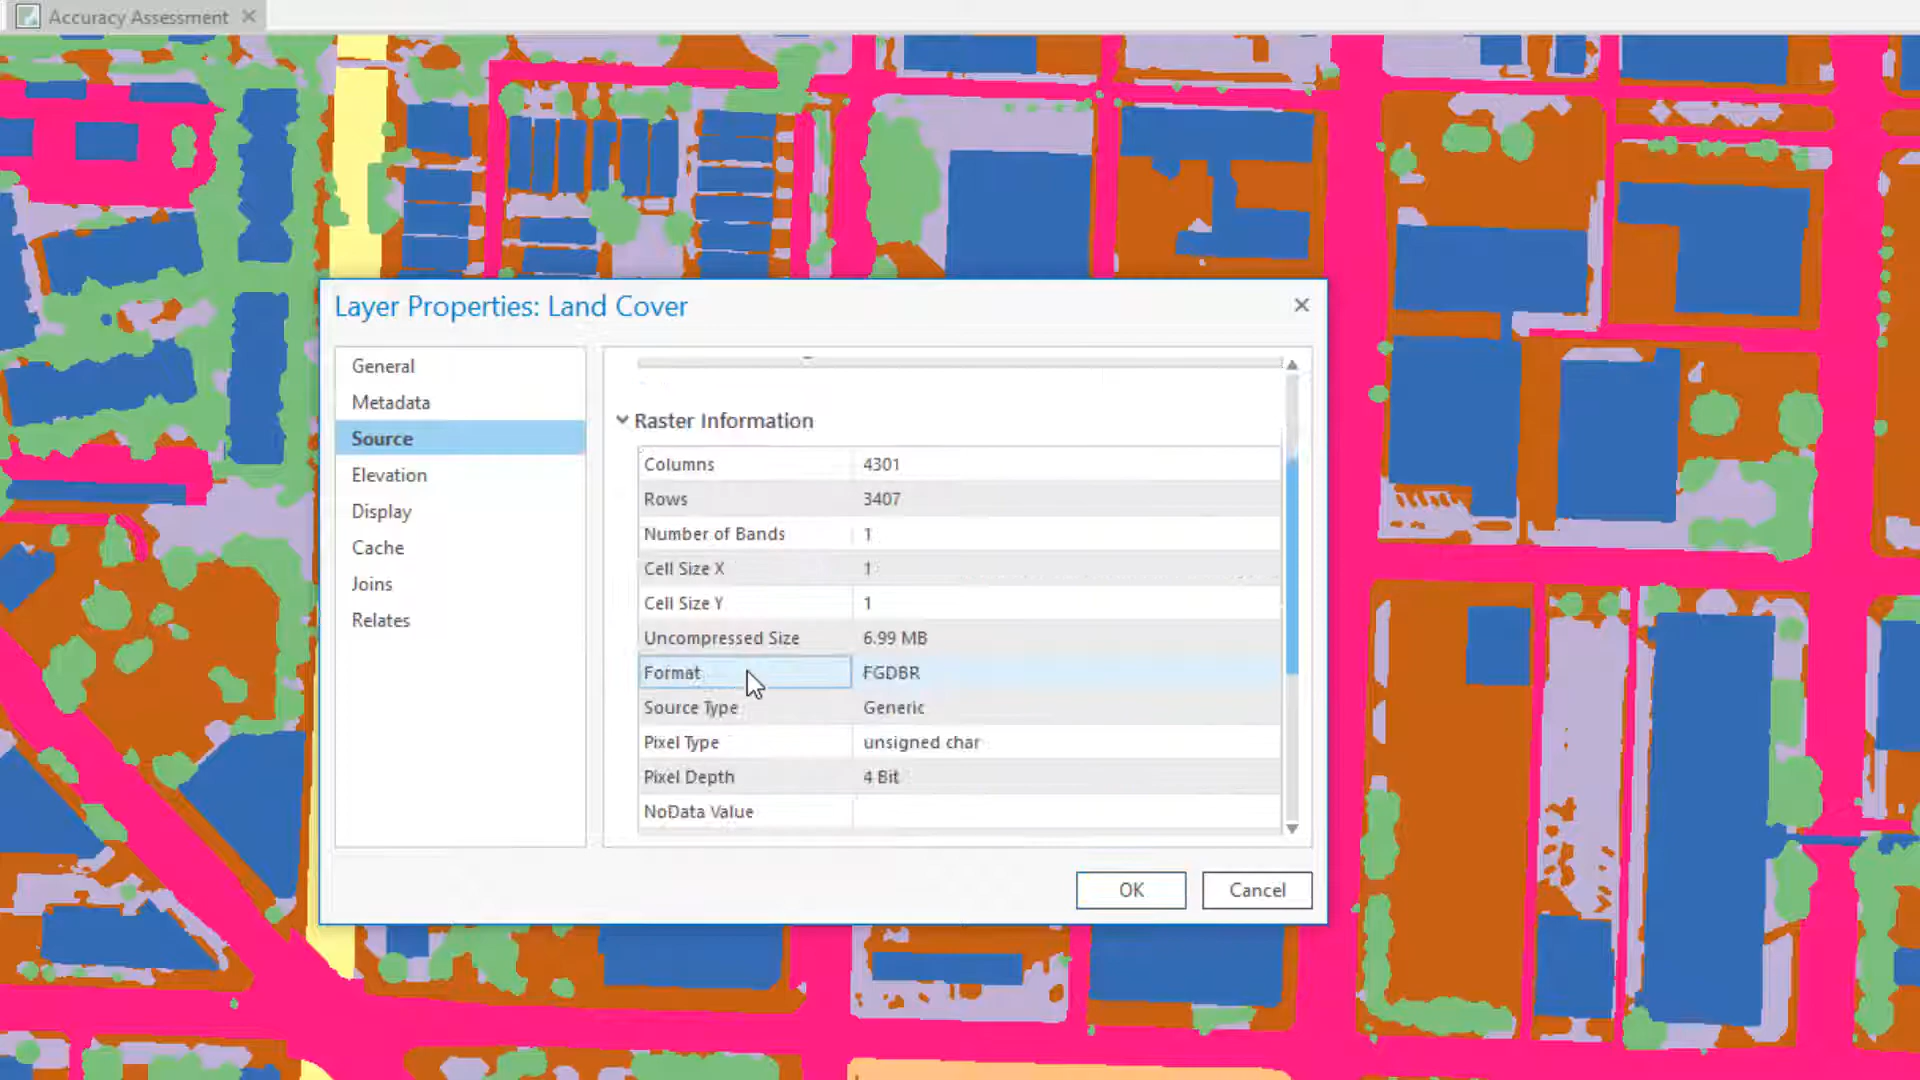 Accuracy Assessment
Layer Properties: Land Cover
General
Metadata
Source
Elevation
Display
Cache
Joins
Relates
Raster Information
Columns 4301
Rows 3407
Number of Bands 1
Cell Size X 1
Cell Size Y 1
Uncompressed Size 6.99 MB
Format FGDBR
Source Type Generic
Pixel Type unsigned char
Pixel Depth 4 Bit
NoData Value
OK Cancel